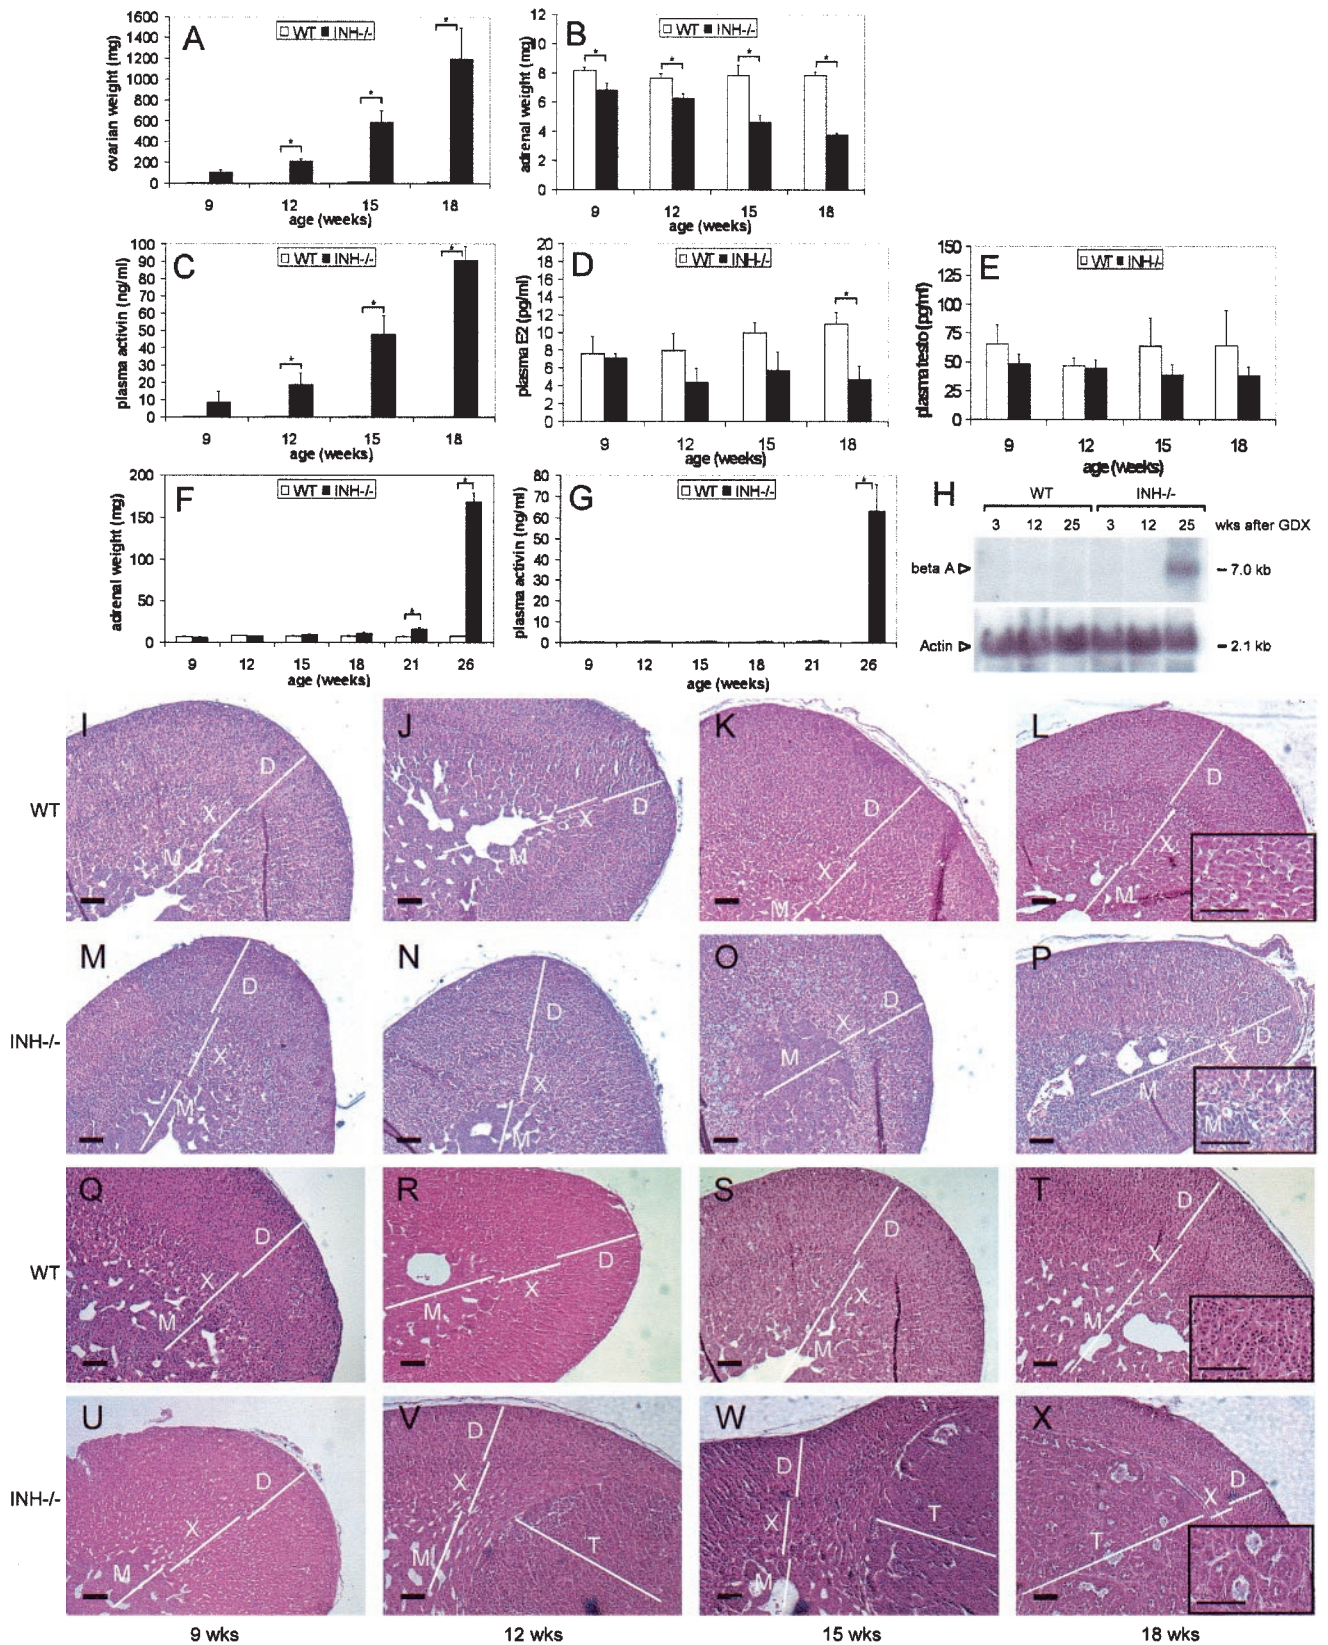 A
WT INH-/-
ovarian weight (mg)
1600
1400
1200
1000
800
600
400
200
0
* * *
9 12 15 18
age (weeks)
B
WT INH-/-
adrenal weight (mg)
12
10
8
6
4
2
0
* * * *
9 12 15 18
age (weeks)
C
WT INH-/-
plasma activin (ng/ml)
100
90
80
70
60
50
40
30
20
10
0
* * *
9 12 15 18
age (weeks)
D
WT INH-/-
plasma E2 (pg/ml)
20
18
16
14
12
10
8
6
4
2
0
*
9 12 15 18
age (weeks)
E
WT INH-/-
plasma testo (pg/ml)
150
125
100
75
50
25
0
9 12 15 18
age (weeks)
F
WT INH-/-
adrenal weight (mg)
200
150
100
50
0
* *
9 12 15 18 21 26
age (weeks)
G
WT INH-/-
plasma activin (ng/ml)
80
70
60
50
40
30
20
10
0
*
9 12 15 18 21 26
age (weeks)
H
WT INH-/-
3 12 25 3 12 25 wks after GDX
beta A – 7.0 kb
Actin – 2.1 kb
WT
I D X M
J D X M
K D X M
L D X M
INH-/-
M D X M
N D X M
O D X M
P D X M M X
WT
Q D X M
R D X M
S D X M
T D X M
INH-/-
U D X M
V D X M T
W D X M T
X D X T
9 wks 12 wks 15 wks 18 wks